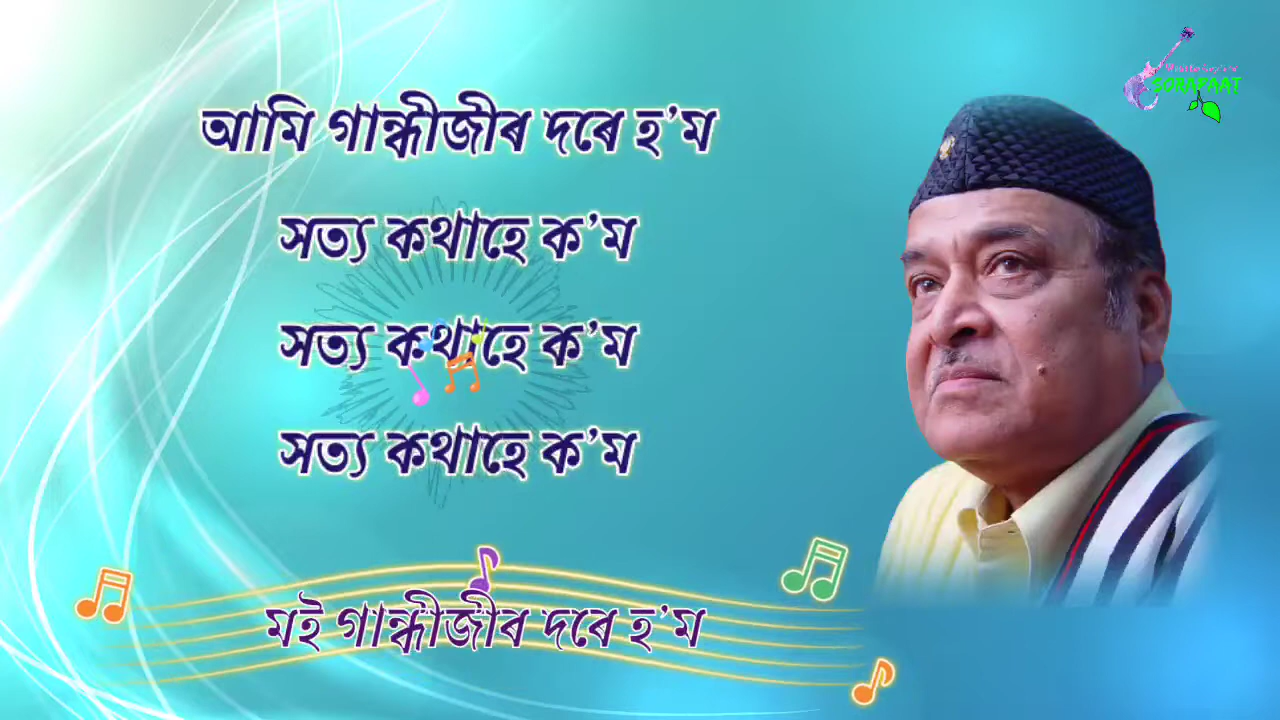 আমি গান্ধীজীৰ দৰে হ’ম
সত্য কথাহে ক’ম
সত্য কথাহে ক’ম
সত্য কথাহে ক’ম
মই গান্ধীজীৰ দৰে হ’ম
SORAPAAT